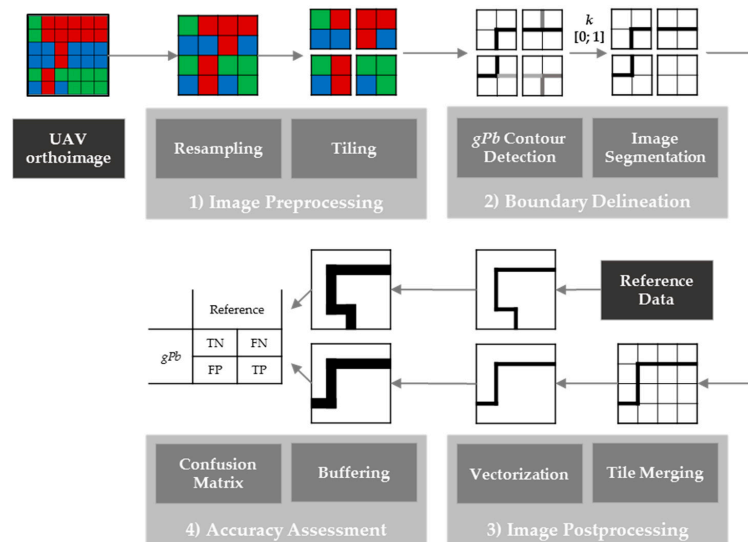 k
[0; 1]
UAV
orthoimage
Resampling
Tiling
1) Image Preprocessing
gPb Contour
Detection
Image
Segmentation
2) Boundary Delineation
Reference
gPb
TN
FN
FP
TP
Reference
Data
Confusion
Matrix
Buffering
4) Accuracy Assessment
Vectorization
Tile Merging
3) Image Postprocessing